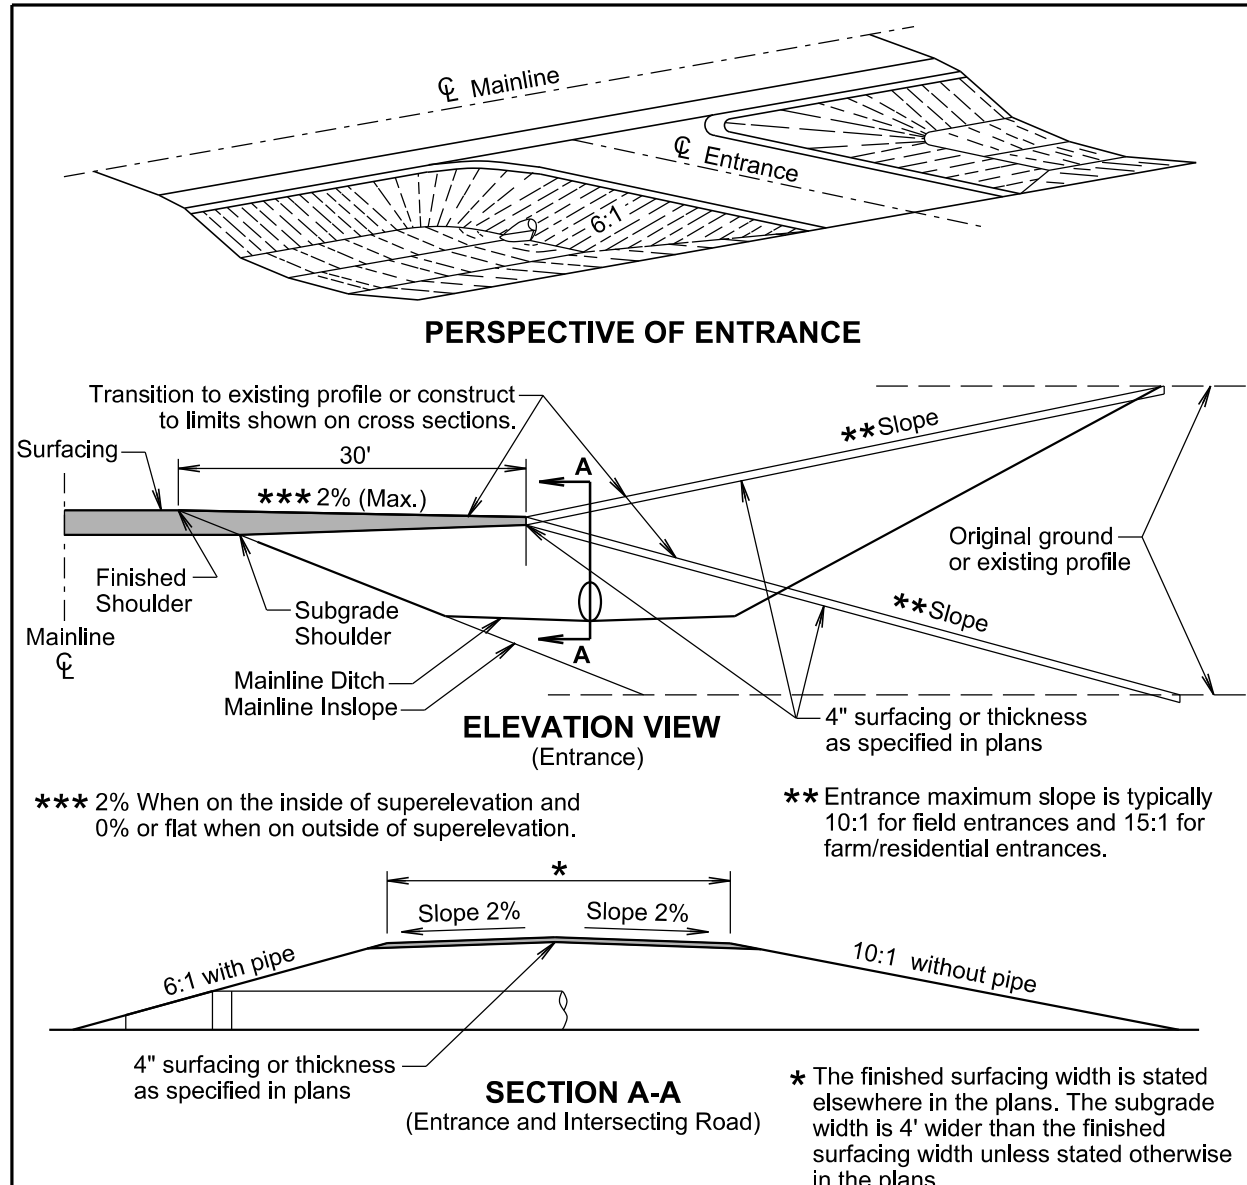 ℄ Mainline
℄ Entrance
6:1
PERSPECTIVE OF ENTRANCE
Transition to existing profile or construct
to limits shown on cross sections.
Surfacing
30'
A
**Slope
*** 2% (Max.)
Original ground
or existing profile
Finished
Shoulder
Subgrade
Shoulder
**Slope
Mainline
℄
A
Mainline Ditch
Mainline Inslope
ELEVATION VIEW
(Entrance)
4" surfacing or thickness
as specified in plans
*** 2% When on the inside of superelevation and
0% or flat when on outside of superelevation.
** Entrance maximum slope is typically
10:1 for field entrances and 15:1 for
farm/residential entrances.
*
Slope 2%
Slope 2%
6:1 with pipe
10:1 without pipe
4" surfacing or thickness
as specified in plans
SECTION A-A
(Entrance and Intersecting Road)
* The finished surfacing width is stated
elsewhere in the plans. The subgrade
width is 4' wider than the finished
surfacing width unless stated otherwise
in the plans